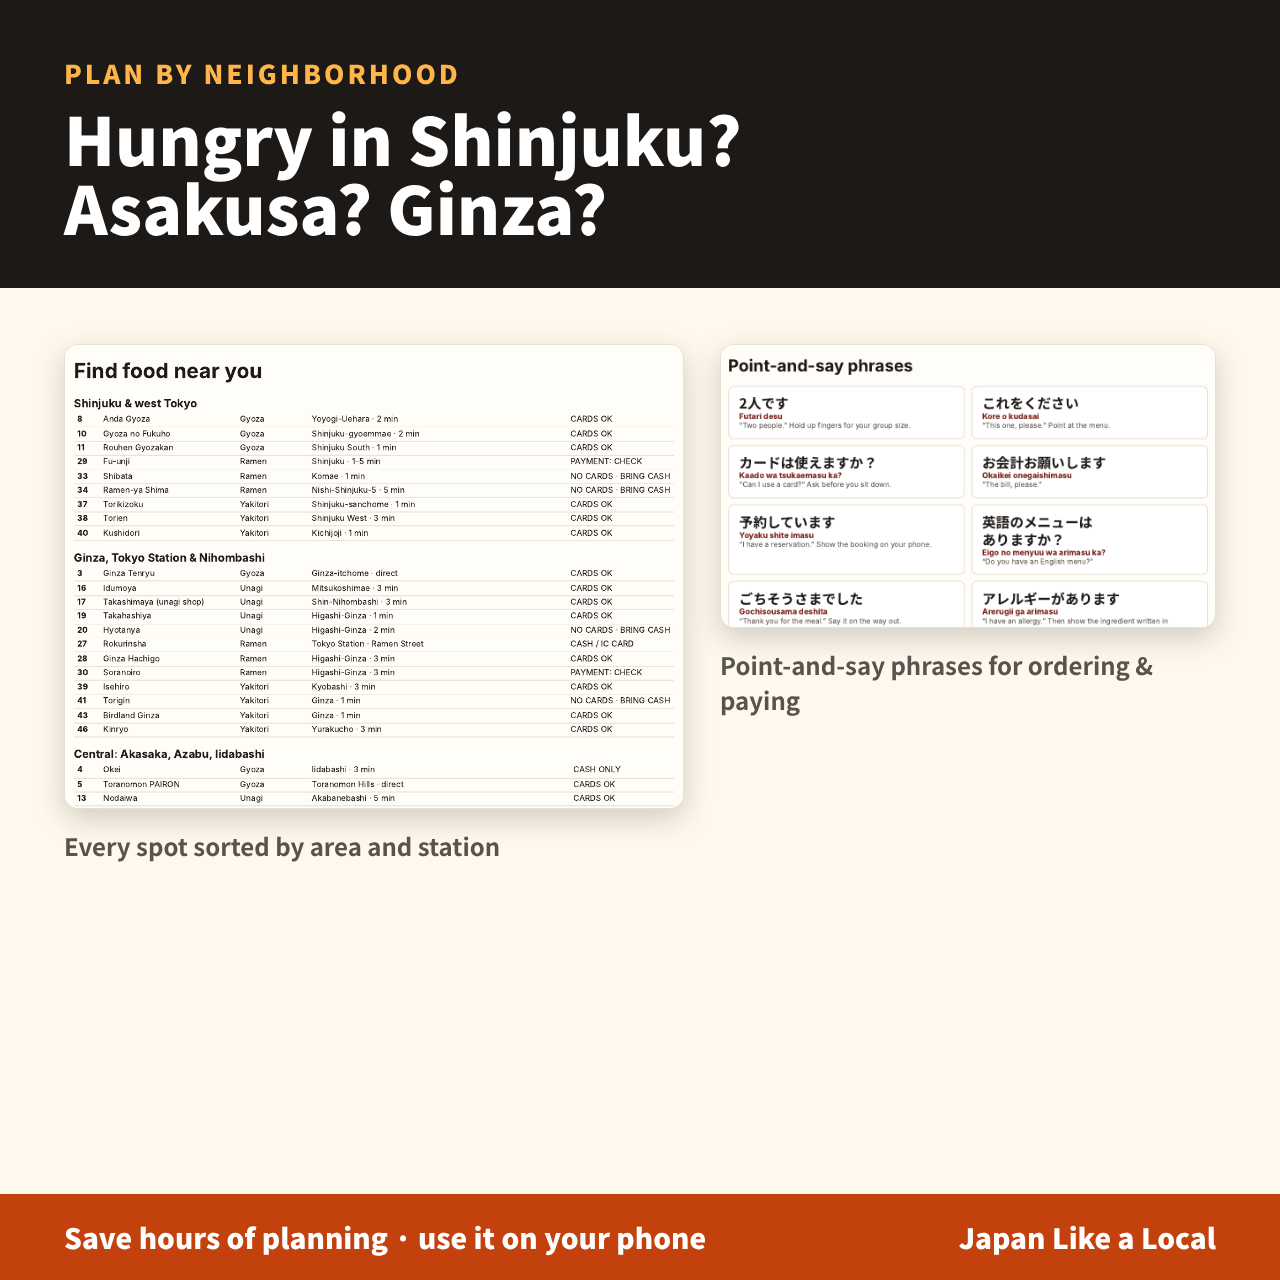 PLAN BY NEIGHBORHOOD
Hungry in Shinjuku?
Asakusa? Ginza?
Find food near you
Shinjuku & west Tokyo
8 Anda Gyoza Gyoza Yoyogi-Uehara · 2 min CARDS OK
10 Gyoza no Fukuho Gyoza Shinjuku-gyoemmae · 2 min CARDS OK
11 Rouhen Gyozakan Gyoza Shinjuku South · 1 min CARDS OK
29 Fu-unji Ramen Shinjuku · 1–5 min PAYMENT: CHECK
33 Shibata Ramen Komae · 1 min NO CARDS · BRING CASH
34 Ramen-ya Shima Ramen Nishi-Shinjuku-5 · 5 min NO CARDS · BRING CASH
37 Torikizoku Yakitori Shinjuku-sanchome · 1 min CARDS OK
38 Torien Yakitori Shinjuku West · 3 min CARDS OK
40 Kushidori Yakitori Kichijoji · 1 min CARDS OK
Ginza, Tokyo Station & Nihombashi
3 Ginza Tenryu Gyoza Ginza-itchome · direct CARDS OK
16 Idumoya Unagi Mitsukoshimae · 3 min CARDS OK
17 Takashimaya (unagi shop) Unagi Shin-Nihombashi · 3 min CARDS OK
19 Takahashiya Unagi Higashi-Ginza · 1 min CARDS OK
20 Hyotanya Unagi Higashi-Ginza · 2 min NO CARDS · BRING CASH
27 Rokurinsha Ramen Tokyo Station · Ramen Street CASH / IC CARD
28 Ginza Hachigo Ramen Higashi-Ginza · 3 min CARDS OK
30 Soranoiro Ramen Higashi-Ginza · 3 min PAYMENT: CHECK
39 Isehiro Yakitori Kyobashi · 3 min CARDS OK
41 Torigin Yakitori Ginza · 1 min NO CARDS · BRING CASH
43 Birdland Ginza Yakitori Ginza · 1 min CARDS OK
46 Kinryo Yakitori Yurakucho · 3 min CARDS OK
Central: Akasaka, Azabu, Iidabashi
4 Okei Gyoza Iidabashi · 3 min CASH ONLY
5 Toranomon PAIRON Gyoza Toranomon Hills · direct CARDS OK
13 Nodaiwa Unagi Akabanebashi · 5 min CARDS OK
Every spot sorted by area and station
Point-and-say phrases
2人です
Futari desu
"Two people." Hold up fingers for your group size.
これをください
Kore o kudasai
"This one, please." Point at the menu.
カードは使えますか？
Kaado wa tsukaemasu ka?
"Can I use a card?" Ask before you sit down.
お会計お願いします
Okaikei onegaishimasu
"The bill, please."
予約しています
Yoyaku shite imasu
"I have a reservation." Show the booking on your phone.
英語のメニューは
ありますか？
Eigo no menyuu wa arimasu ka?
"Do you have an English menu?"
ごちそうさまでした
Gochisousama deshita
"Thank you for the meal." Say it on the way out.
アレルギーがあります
Arerugii ga arimasu
"I have an allergy." Then show the ingredient written in
Point-and-say phrases for ordering &
paying
Save hours of planning · use it on your phone
Japan Like a Local